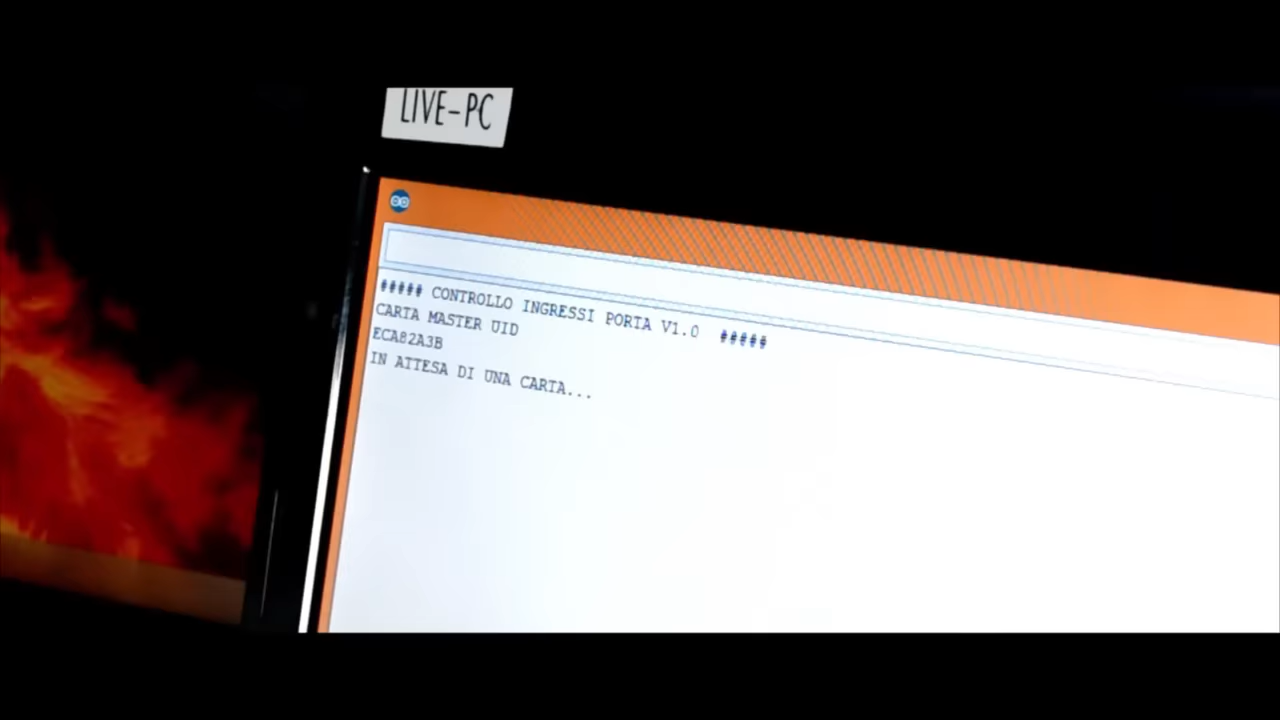 LIVE-PC
##### CONTROLLO INGRESSI PORTA V1.0 #####
CARTA MASTER UID
ECA82A3B
IN ATTESA DI UNA CARTA...